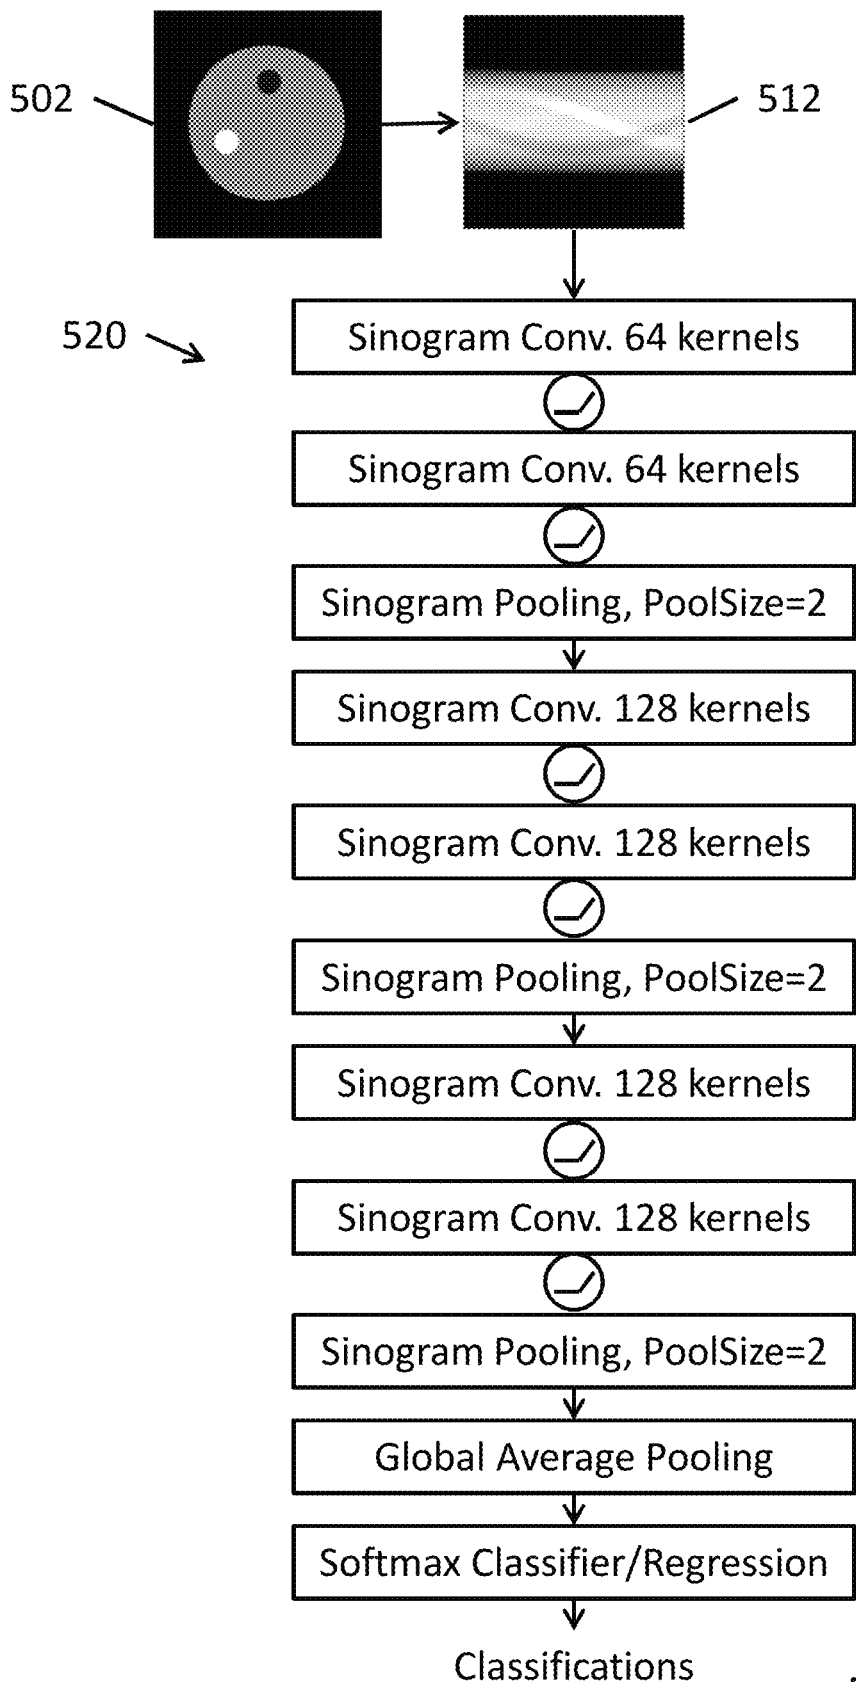 502
512
520
Sinogram Conv. 64 kernels
Sinogram Conv. 64 kernels
Sinogram Pooling, PoolSize=2
Sinogram Conv. 128 kernels
Sinogram Conv. 128 kernels
Sinogram Pooling, PoolSize=2
Sinogram Conv. 128 kernels
Sinogram Conv. 128 kernels
Sinogram Pooling, PoolSize=2
Global Average Pooling
Softmax Classifier/Regression
Classifications
.